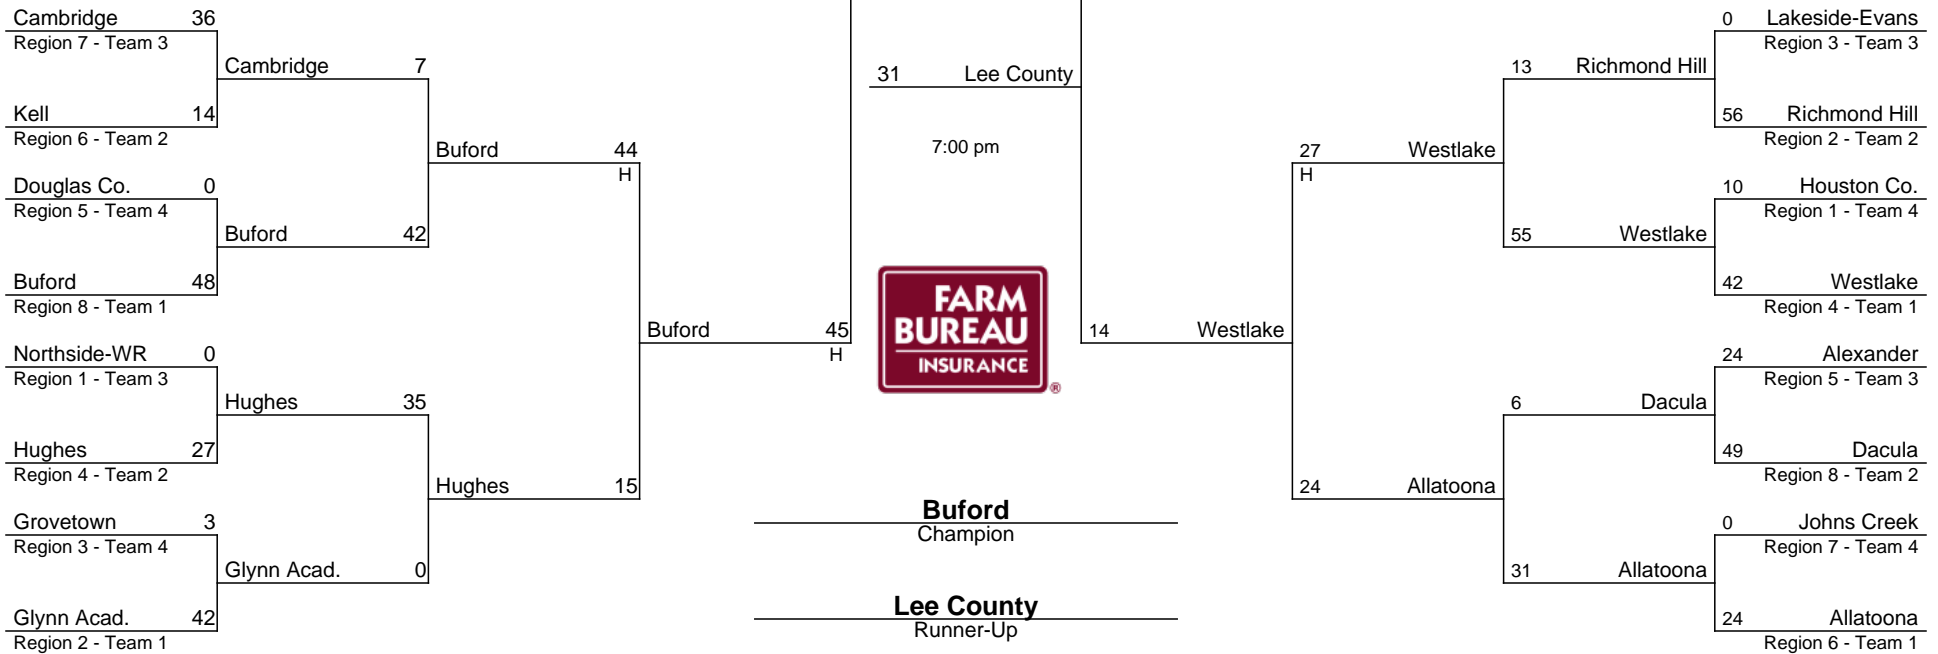 Cambridge 36
Region 7 - Team 3
Cambridge 7
Kell 14
Region 6 - Team 2
Buford 44
H
Douglas Co. 0
Region 5 - Team 4
Buford 42
Buford 48
Region 8 - Team 1
Buford 45
H
Northside-WR 0
Region 1 - Team 3
Hughes 35
Hughes 27
Region 4 - Team 2
Hughes 15
Grovetown 3
Region 3 - Team 4
Glynn Acad. 0
Glynn Acad. 42
Region 2 - Team 1
31 Lee County
7:00 pm
FARM
BUREAU
INSURANCE
®
Buford
Champion
Lee County
Runner-Up
0 Lakeside-Evans
Region 3 - Team 3
13 Richmond Hill
56 Richmond Hill
Region 2 - Team 2
27 Westlake
H
10 Houston Co.
Region 1 - Team 4
55 Westlake
42 Westlake
Region 4 - Team 1
14 Westlake
24 Alexander
Region 5 - Team 3
6 Dacula
49 Dacula
Region 8 - Team 2
24 Allatoona
0 Johns Creek
Region 7 - Team 4
31 Allatoona
24 Allatoona
Region 6 - Team 1